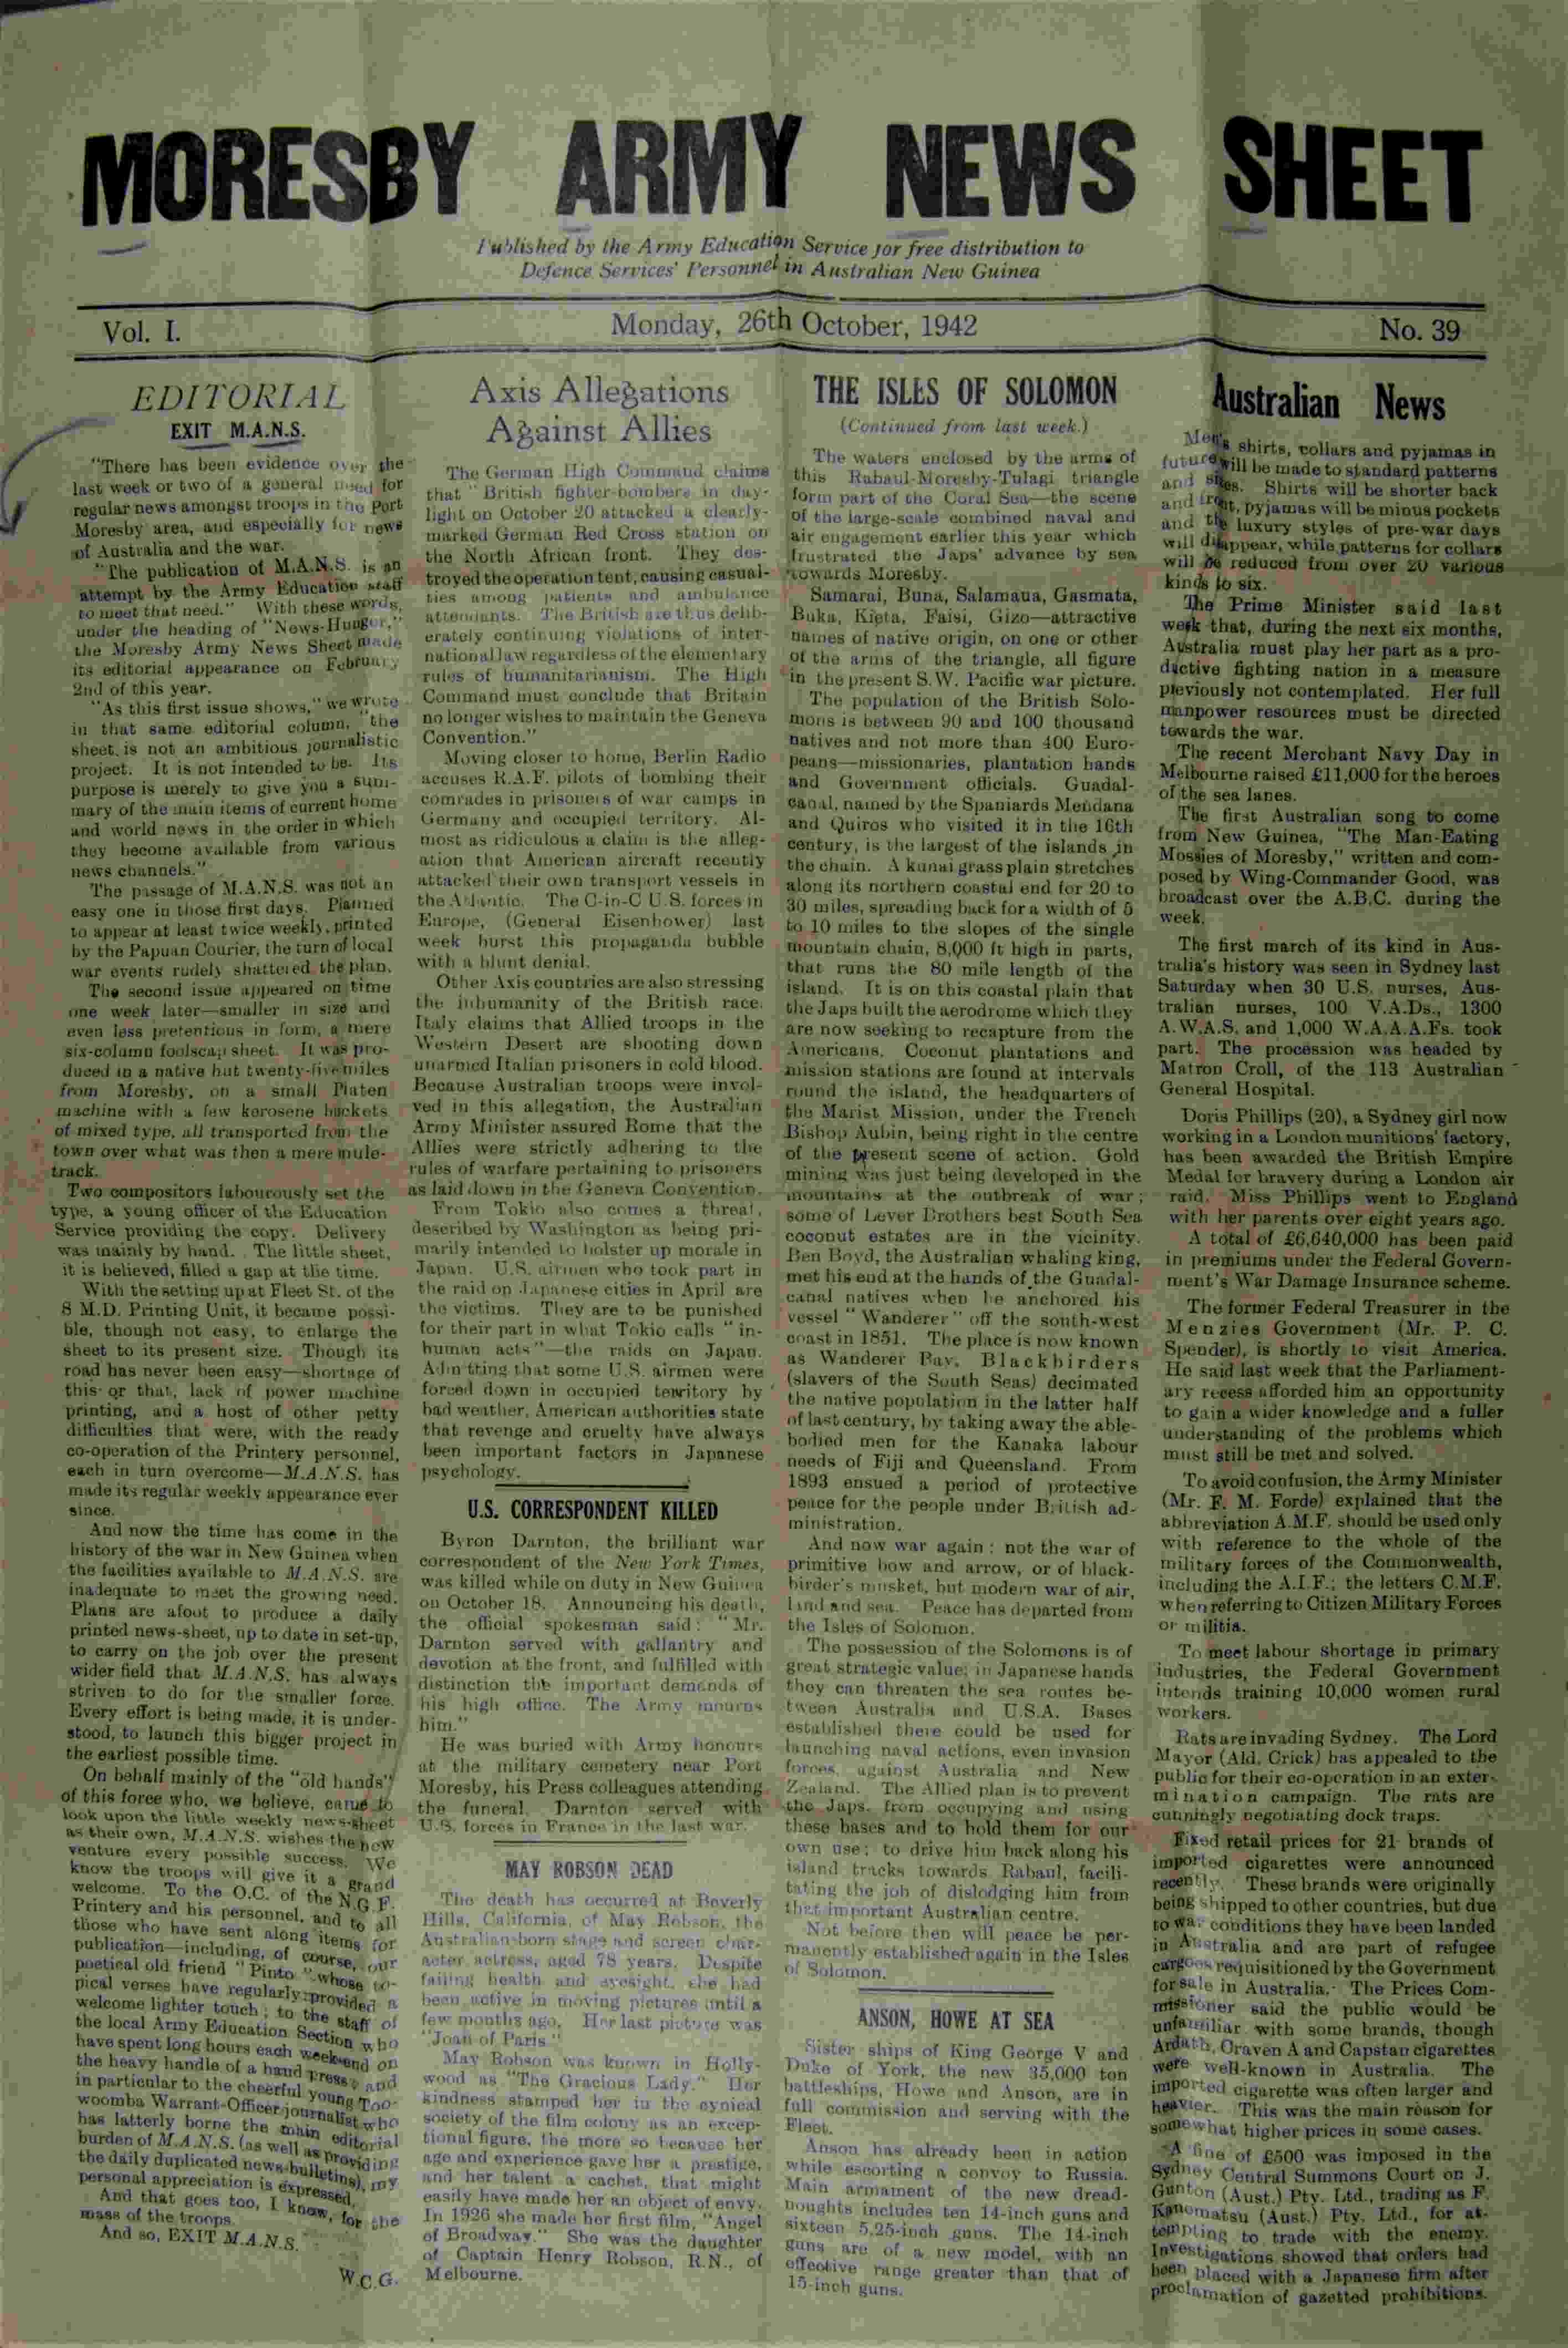 MORESBY ARMY NEWS SHEET
Published by the Army Education Service for free distribution to
Defence Services' Personnel in Australian New Guinea
Vol. I.
Monday, 26th October, 1942
No. 39
EDITORIAL
EXIT M.A.N.S.
"There has been evidence over the
last week or two of a general need for
regular news amongst troops in the Port
Moresby area, and especially for news
of Australia and the war.
"The publication of M.A.N.S. is an
attempt by the Army Education staff
to meet that need." With these words,
under the heading of "News-Hunger,"
the Moresby Army News Sheet made
its editorial appearance on February
2nd of this year.
"As this first issue shows," we wrote
in that same editorial column, "the
sheet is not an ambitious journalistic
project. It is not intended to be. Its
purpose is merely to give you a sum-
mary of the main items of current home
and world news in the order in which
they become available from various
news channels."
The passage of M.A.N.S. was not an
easy one in those first days. Planned
to appear at least twice weekly, printed
by the Papuan Courier, the turn of local
war events rudely shattered the plan.
The second issue appeared on time
one week later—smaller in size and
even less pretentious in form, a mere
six-column foolscap sheet. It was pro-
duced in a native hut twenty-five miles
from Moresby, on a small Platen
machine with a few kerosene buckets
of mixed type, all transported from the
town over what was then a mere mule-
track.
Two compositors labourously set the
type, a young officer of the Education
Service providing the copy. Delivery
was mainly by hand. The little sheet,
it is believed, filled a gap at the time.
With the setting up at Fleet St. of the
8 M.D. Printing Unit, it became possi-
ble, though not easy, to enlarge the
sheet to its present size. Though its
road has never been easy—shortage of
this or that, lack of power machine
printing, and a host of other petty
difficulties that were, with the ready
co-operation of the Printery personnel,
each in turn overcome—M.A.N.S. has
made its regular weekly appearance ever
since.
And now the time has come in the
history of the war in New Guinea when
the facilities available to M.A.N.S. are
inadequate to meet the growing need.
Plans are afoot to produce a daily
printed news-sheet, up to date in set-up,
to carry on the job over the present
wider field that M.A.N.S. has always
striven to do for the smaller force.
Every effort is being made, it is under-
stood, to launch this bigger project in
the earliest possible time.
On behalf mainly of the "old hands"
of this force who, we believe, came to
look upon the little weekly news-sheet
as their own, M.A.N.S. wishes the new
venture every possible success. We
know the troops will give it a grand
welcome. To the O.C. of the N.G.F.
Printery and his personnel, and to all
those who have sent along items for
publication—including, of course, our
poetical old friend "Pinto" whose to-
pical verses have regularly provided a
welcome lighter touch; to the staff of
the local Army Education Section who
have spent long hours each week-end on
the heavy handle of a hand press; and
in particular to the cheerful young Too-
woomba Warrant-Officer journalist who
has latterly borne the main editorial
burden of M.A.N.S. (as well as providing
the daily duplicated news-bulletins), my
personal appreciation is expressed.
And that goes too, I know, for the
mass of the troops.
And so, EXIT M.A.N.S.
W.C.G.
Axis Allegations
Against Allies
The German High Command claims
that "British fighter-bombers in day-
light on October 20 attacked a clearly-
marked German Red Cross station on
the North African front. They des-
troyed the operation tent, causing casual-
ties among patients and ambulance
attendants. The British are thus delib-
erately continuing violations of inter-
national law regardless of the elementary
rules of humanitarianism. The High
Command must conclude that Britain
no longer wishes to maintain the Geneva
Convention."
Moving closer to home, Berlin Radio
accuses R.A.F. pilots of bombing their
comrades in prisoners of war camps in
Germany and occupied territory. Al-
most as ridiculous a claim is the alleg-
ation that American aircraft recently
attacked their own transport vessels in
the Atlantic. The C-in-C U.S. forces in
Europe, (General Eisenhower) last
week burst this propaganda bubble
with a blunt denial.
Other Axis countries are also stressing
the inhumanity of the British race.
Italy claims that Allied troops in the
Western Desert are shooting down
unarmed Italian prisoners in cold blood.
Because Australian troops were invol-
ved in this allegation, the Australian
Army Minister assured Rome that the
Allies were strictly adhering to the
rules of warfare pertaining to prisoners
as laid down in the Geneva Convention.
From Tokio also comes a threat,
described by Washington as being pri-
marily intended to bolster up morale in
Japan. U.S. airmen who took part in
the raid on Japanese cities in April are
the victims. They are to be punished
for their part in what Tokio calls "in-
human acts"—the raids on Japan.
Admitting that some U.S. airmen were
forced down in occupied territory by
bad weather, American authorities state
that revenge and cruelty have always
been important factors in Japanese
psychology.
U.S. CORRESPONDENT KILLED
Byron Darnton, the brilliant war
correspondent of the New York Times,
was killed while on duty in New Guinea
on October 18. Announcing his death,
the official spokesman said: "Mr.
Darnton served with gallantry and
devotion at the front, and fulfilled with
distinction the important demands of
his high office. The Army mourns
him."
He was buried with Army honours
at the military cemetery near Port
Moresby, his Press colleagues attending
the funeral. Darnton served with
U.S. forces in France in the last war.
MAY ROBSON DEAD
The death has occurred at Beverly
Hills, California, of May Robson, the
Australian-born stage and screen char-
acter actress, aged 78 years. Despite
failing health and eyesight, she had
been active in moving pictures until a
few months ago. Her last picture was
"Joan of Paris."
May Robson was known in Holly-
wood as "The Gracious Lady." Her
kindness stamped her in the cynical
society of the film colony as an excep-
tional figure, the more so because her
age and experience gave her a prestige,
and her talent a cachet, that might
easily have made her an object of envy.
In 1926 she made her first film, "Angel
of Broadway." She was the daughter
of Captain Henry Robson, R.N., of
Melbourne.
THE ISLES OF SOLOMON
(Continued from last week.)
The waters enclosed by the arms of
this Rabaul-Moresby-Tulagi triangle
form part of the Coral Sea—the scene
of the large-scale combined naval and
air engagement earlier this year which
frustrated the Japs' advance by sea
towards Moresby.
Samarai, Buna, Salamaua, Gasmata,
Buka, Kieta, Faisi, Gizo—attractive
names of native origin, on one or other
of the arms of the triangle, all figure
in the present S.W. Pacific war picture.
The population of the British Solo-
mons is between 90 and 100 thousand
natives and not more than 400 Euro-
peans—missionaries, plantation hands
and Government officials. Guadal-
canal, named by the Spaniards Mendana
and Quiros who visited it in the 16th
century, is the largest of the islands in
the chain. A kunai grass plain stretches
along its northern coastal end for 20 to
30 miles, spreading back for a width of 5
to 10 miles to the slopes of the single
mountain chain, 8,000 ft high in parts,
that runs the 80 mile length of the
island. It is on this coastal plain that
the Japs built the aerodrome which they
are now seeking to recapture from the
Americans. Coconut plantations and
mission stations are found at intervals
round the island, the headquarters of
the Marist Mission, under the French
Bishop Aubin, being right in the centre
of the present scene of action. Gold
mining was just being developed in the
mountains at the outbreak of war;
some of Lever Brothers best South Sea
coconut estates are in the vicinity.
Ben Boyd, the Australian whaling king,
met his end at the hands of the Guadal-
canal natives when he anchored his
vessel "Wanderer" off the south-west
coast in 1851. The place is now known
as Wanderer Bay. Blackbirders
(slavers of the South Seas) decimated
the native population in the latter half
of last century, by taking away the able-
bodied men for the Kanaka labour
needs of Fiji and Queensland. From
1893 ensued a period of protective
peace for the people under British ad-
ministration.
And now war again: not the war of
primitive bow and arrow, or of black-
birder's musket, but modern war of air,
land and sea. Peace has departed from
the Isles of Solomon.
The possession of the Solomons is of
great strategic value; in Japanese hands
they can threaten the sea routes be-
tween Australia and U.S.A. Bases
established there could be used for
launching naval actions, even invasion
forces, against Australia and New
Zealand. The Allied plan is to prevent
the Japs. from occupying and using
these bases and to hold them for our
own use; to drive him back along his
island tracks towards Rabaul, facili-
tating the job of dislodging him from
that important Australian centre.
Not before then will peace be per-
manently established again in the Isles
of Solomon.
ANSON, HOWE AT SEA
Sister ships of King George V and
Duke of York, the new 35,000 ton
battleships, Howe and Anson, are in
full commission and serving with the
Fleet.
Anson has already been in action
while escorting a convoy to Russia.
Main armament of the new dread-
noughts includes ten 14-inch guns and
sixteen 5.25-inch guns. The 14-inch
guns are of a new model, with an
effective range greater than that of
15-inch guns.
Australian News
Men's shirts, collars and pyjamas in
future will be made to standard patterns
and sizes. Shirts will be shorter back
and front, pyjamas will be minus pockets
and the luxury styles of pre-war days
will disappear, while patterns for collars
will be reduced from over 20 various
kinds to six.
The Prime Minister said last
week that, during the next six months,
Australia must play her part as a pro-
ductive fighting nation in a measure
previously not contemplated. Her full
manpower resources must be directed
towards the war.
The recent Merchant Navy Day in
Melbourne raised £11,000 for the heroes
of the sea lanes.
The first Australian song to come
from New Guinea, "The Man-Eating
Mossies of Moresby," written and com-
posed by Wing-Commander Good, was
broadcast over the A.B.C. during the
week.
The first march of its kind in Aus-
tralia's history was seen in Sydney last
Saturday when 30 U.S. nurses, Aus-
tralian nurses, 100 V.A.Ds., 1300
A.W.A.S. and 1,000 W.A.A.A.Fs. took
part. The procession was headed by
Matron Croll, of the 113 Australian
General Hospital.
Doris Phillips (20), a Sydney girl now
working in a London munitions' factory,
has been awarded the British Empire
Medal for bravery during a London air
raid. Miss Phillips went to England
with her parents over eight years ago.
A total of £6,640,000 has been paid
in premiums under the Federal Govern-
ment's War Damage Insurance scheme.
The former Federal Treasurer in the
Menzies Government (Mr. P. C.
Spender), is shortly to visit America.
He said last week that the Parliament-
ary recess afforded him an opportunity
to gain a wider knowledge and a fuller
understanding of the problems which
must still be met and solved.
To avoid confusion, the Army Minister
(Mr. F. M. Forde) explained that the
abbreviation A.M.F. should be used only
with reference to the whole of the
military forces of the Commonwealth,
including the A.I.F.; the letters C.M.F.
when referring to Citizen Military Forces
or militia.
To meet labour shortage in primary
industries, the Federal Government
intends training 10,000 women rural
workers.
Rats are invading Sydney. The Lord
Mayor (Ald. Crick) has appealed to the
public for their co-operation in an exter-
mination campaign. The rats are
cunningly negotiating dock traps.
Fixed retail prices for 21 brands of
imported cigarettes were announced
recently. These brands were originally
being shipped to other countries, but due
to war conditions they have been landed
in Australia and are part of refugee
cargoes requisitioned by the Government
for sale in Australia. The Prices Com-
missioner said the public would be
unfamiliar with some brands, though
Ardath, Craven A and Capstan cigarettes
were well-known in Australia. The
imported cigarette was often larger and
heavier. This was the main reason for
somewhat higher prices in some cases.
A fine of £500 was imposed in the
Sydney Central Summons Court on J.
Gunton (Aust.) Pty. Ltd., trading as F.
Kanematsu (Aust.) Pty. Ltd., for at-
tempting to trade with the enemy.
Investigations showed that orders had
been placed with a Japanese firm after
proclamation of gazetted prohibitions.